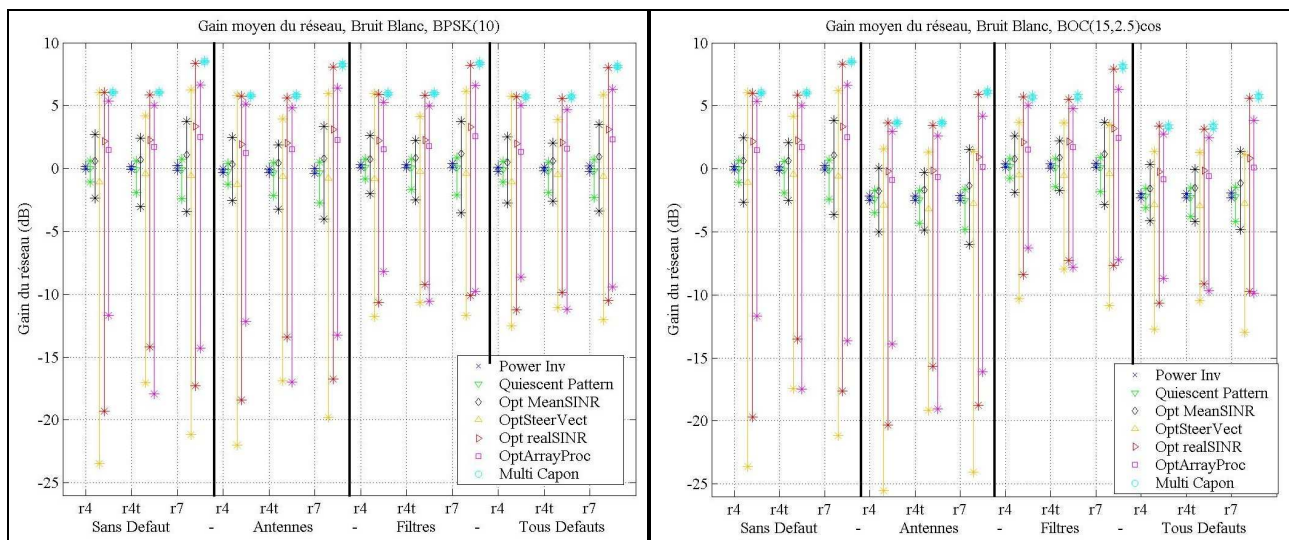 Gain moyen du réseau, Bruit Blanc, BPSK(10)
Gain du réseau (dB)
10
5
0
-5
-10
-15
-20
-25
Power Inv
Quiescent Pattern
Opt MeanSINR
OptSteerVect
Opt realSINR
OptArrayProc
Multi Capon
r4 r4t r7 - r4 r4t r7 - r4 r4t r7 - r4 r4t r7
Sans Defaut - Antennes - Filtres - Tous Defauts
Gain moyen du réseau, Bruit Blanc, BOC(15,2.5)cos
Gain du réseau (dB)
10
5
0
-5
-10
-15
-20
-25
Power Inv
Quiescent Pattern
Opt MeanSINR
OptSteerVect
Opt realSINR
OptArrayProc
Multi Capon
r4 r4t r7 - r4 r4t r7 - r4 r4t r7 - r4 r4t r7
Sans Defaut - Antennes - Filtres - Tous Defauts